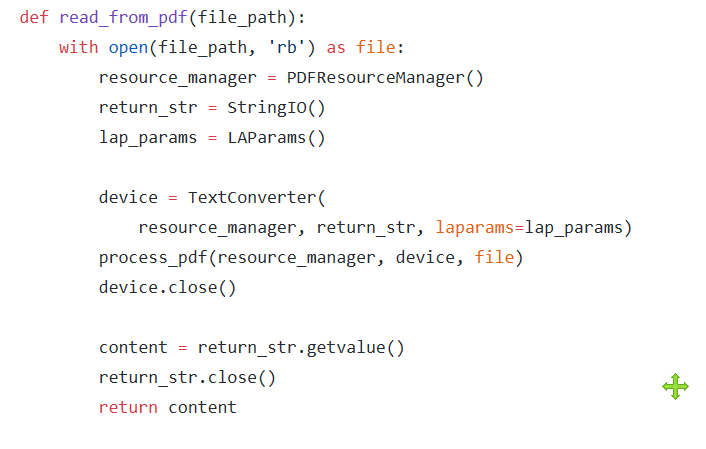 def read_from_pdf(file_path):
    with open(file_path, 'rb') as file:
        resource_manager = PDFResourceManager()
        return_str = StringIO()
        lap_params = LAParams()

        device = TextConverter(
            resource_manager, return_str, laparams=lap_params)
        process_pdf(resource_manager, device, file)
        device.close()

        content = return_str.getvalue()
        return_str.close()
        return content